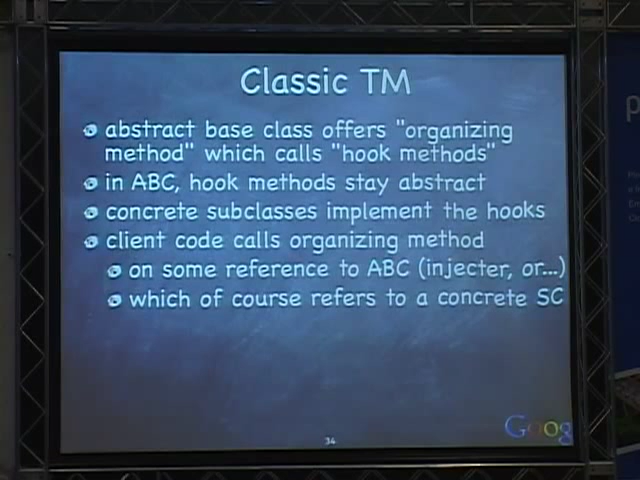 Classic TM
abstract base class offers "organizing
method" which calls "hook methods"
in ABC, hook methods stay abstract
concrete subclasses implement the hooks
client code calls organizing method
on some reference to ABC (injecter, or...)
which of course refers to a concrete SC
34
Goog